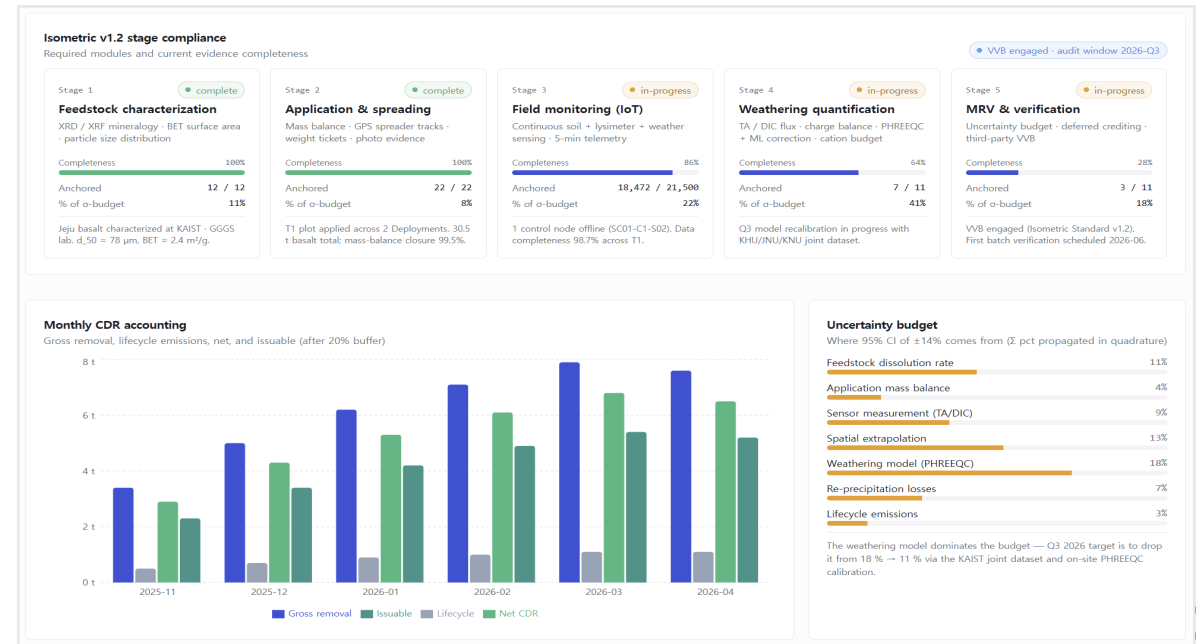 Isometric v1.2 stage compliance
Required modules and current evidence completeness
VVB engaged · audit window 2026-Q3
Stage 1
complete
Feedstock characterization
XRD / XRF mineralogy · BET surface area
· particle size distribution
Completeness 100%
Anchored 12 / 12
% of σ-budget 11%
Jeju basalt characterized at KAIST · GGGS
lab. d_50 = 78 μm, BET = 2.4 m²/g.
Stage 2
complete
Application & spreading
Mass balance · GPS spreader tracks ·
weight tickets · photo evidence
Completeness 100%
Anchored 22 / 22
% of σ-budget 8%
T1 plot applied across 2 Deployments. 30.5
t basalt total; mass-balance closure 99.5%.
Stage 3
in-progress
Field monitoring (IoT)
Continuous soil + lysimeter + weather
sensing · 5-min telemetry
Completeness 86%
Anchored 18,472 / 21,500
% of σ-budget 22%
1 control node offline (SC01-C1-S02). Data
completeness 98.7% across T1.
Stage 4
in-progress
Weathering quantification
TA / DIC flux · charge balance · PHREEQC
+ ML correction · cation budget
Completeness 64%
Anchored 7 / 11
% of σ-budget 41%
Q3 model recalibration in progress with
KHU/JNU/KNU joint dataset.
Stage 5
in-progress
MRV & verification
Uncertainty budget · deferred crediting ·
third-party VVB
Completeness 28%
Anchored 3 / 11
% of σ-budget 18%
VVB engaged (Isometric Standard v1.2).
First batch verification scheduled 2026-06.
Monthly CDR accounting
Gross removal, lifecycle emissions, net, and issuable (after 20% buffer)
8 t
6 t
4 t
2 t
0 t
2025-11 2025-12 2026-01 2026-02 2026-03 2026-04
Gross removal Issuable Lifecycle Net CDR
Uncertainty budget
Where 95% CI of ±14% comes from (Σ pct propagated in quadrature)
Feedstock dissolution rate 11%
Application mass balance 4%
Sensor measurement (TA/DIC) 9%
Spatial extrapolation 13%
Weathering model (PHREEQC) 18%
Re-precipitation losses 7%
Lifecycle emissions 3%
The weathering model dominates the budget — Q3 2026 target is to drop
it from 18 % → 11 % via the KAIST joint dataset and on-site PHREEQC
calibration.